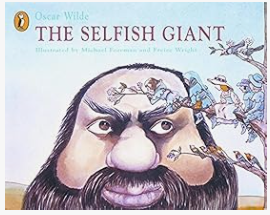 Oscar Wilde
THE SELFISH GIANT
Illustrated by Michael Foreman and Freire Wright